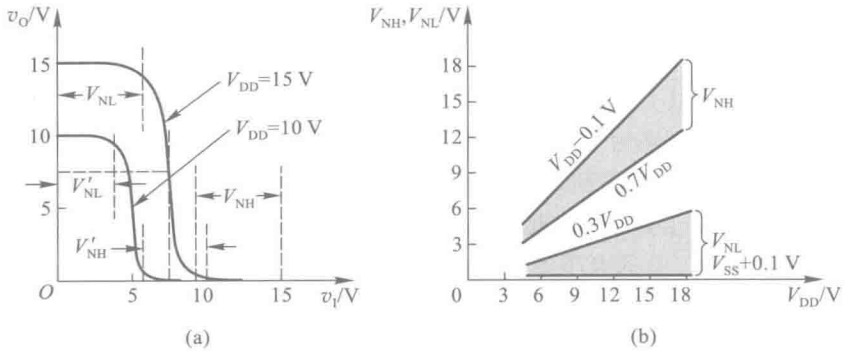 v_O/V
15
V_NL
V_DD=15 V
V_DD=10 V
10
V'_NL
5
V_NH
V'_NH
O
5
10
15
v_I/V
(a)
V_NH, V_NL/V
18
15
12
9
6
3
0
V_DD−0.1 V
0.7V_DD
V_NH
0.3V_DD
V_NL
V_SS+0.1 V
3
6
9
12
15
18
V_DD/V
(b)